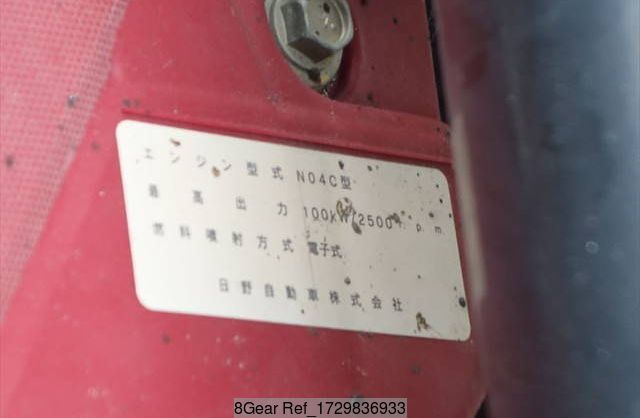 エンジン型式 N04C型
最高出力 100kW/2500rpm
燃料噴射方式 電子式
日野自動車株式会社
8Gear Ref_1729836933